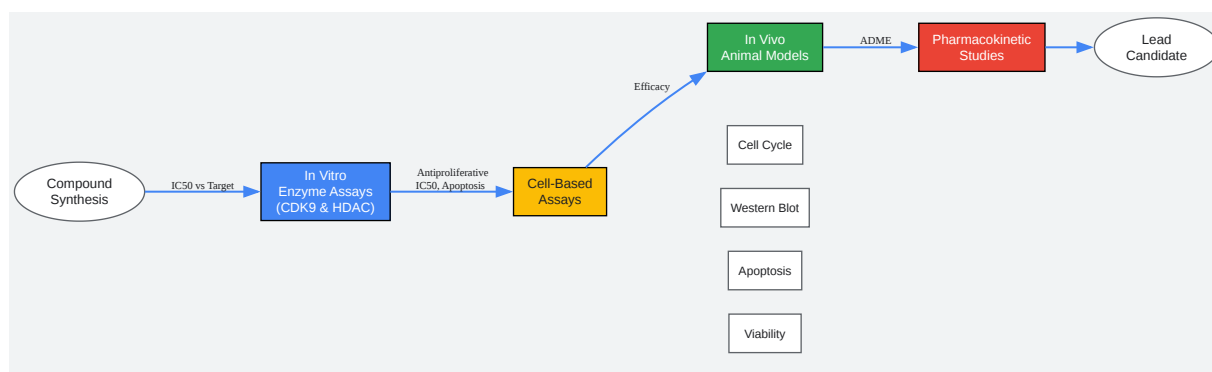 Compound
Synthesis
IC50 vs Target
In Vitro
Enzyme Assays
(CDK9 & HDAC)
Antiproliferative
IC50, Apoptosis
Cell-Based
Assays
Efficacy
In Vivo
Animal Models
ADME
Pharmacokinetic
Studies
Lead
Candidate
Cell Cycle
Western Blot
Apoptosis
Viability